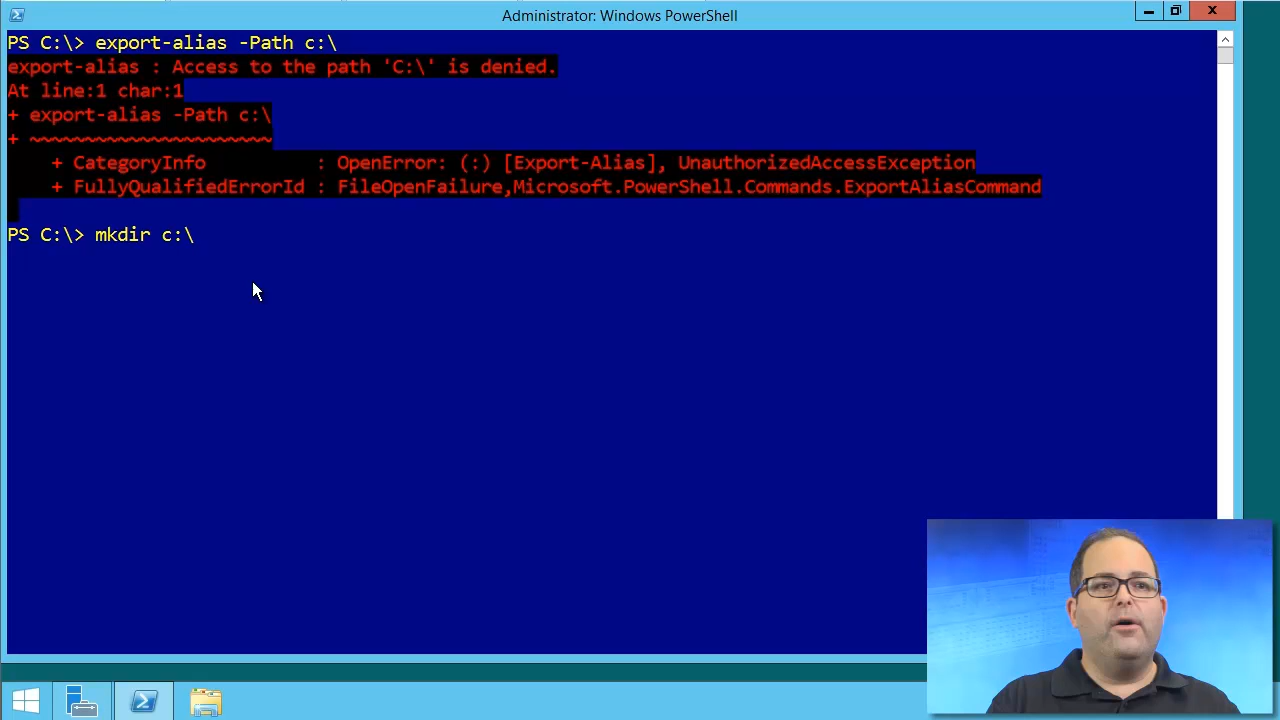 Administrator: Windows PowerShell
PS C:\> export-alias -Path c:\
export-alias : Access to the path 'C:\' is denied.
At line:1 char:1
+ export-alias -Path c:\
+ ~~~~~~~~~~~~~~~~~~~~~~
    + CategoryInfo          : OpenError: (:) [Export-Alias], UnauthorizedAccessException
    + FullyQualifiedErrorId : FileOpenFailure,Microsoft.PowerShell.Commands.ExportAliasCommand
PS C:\> mkdir c:\